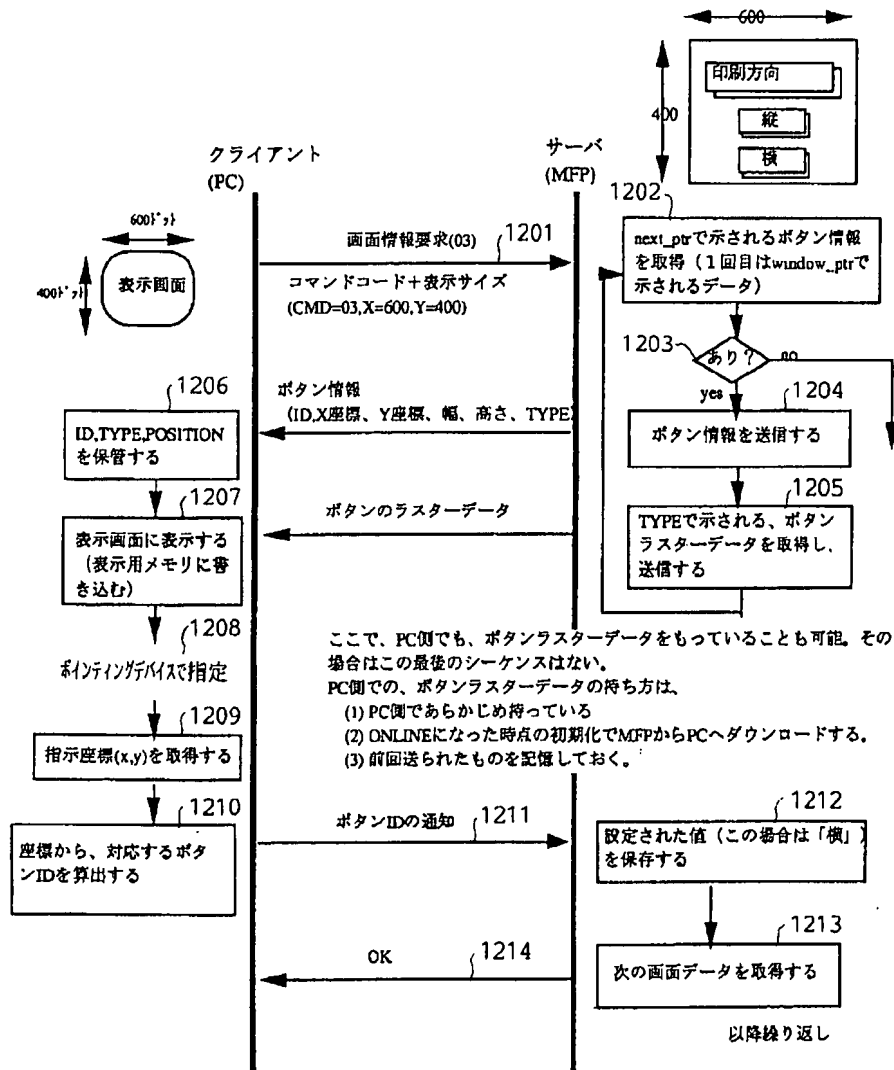 600
400
印刷方向
縦
横
クライアント
(PC)
サーバ
(MFP)
600ドット
400ドット
表示画面
画面情報要求(03)
1201
コマンドコード+表示サイズ
(CMD=03,X=600,Y=400)
1202
next_ptrで示されるボタン情報
を取得(1回目はwindow_ptrで
示されるデータ)
1203
あり?
no
yes
1204
ボタン情報を送信する
ボタン情報
(ID,X座標、Y座標、幅、高さ、TYPE)
1206
ID,TYPE,POSITION
を保管する
1205
TYPEで示される、ボタン
ラスターデータを取得し、
送信する
ボタンのラスターデータ
1207
表示画面に表示する
(表示用メモリに書
き込む)
1208
ポインティングデバイスで指定
ここで、PC側でも、ボタンラスターデータをもっていることも可能。その
場合はこの最後のシーケンスはない。
PC側での、ボタンラスターデータの持ち方は、
(1) PC側であらかじめ持っている
(2) ONLINEになった時点の初期化でMFPからPCへダウンロードする。
(3) 前回送られたものを記憶しておく。
1209
指示座標(x,y)を取得する
1210
座標から、対応するボタ
ンIDを算出する
ボタンIDの通知
1211
1212
設定された値(この場合は「横」)
を保存する
1213
次の画面データを取得する
OK
1214
以降繰り返し